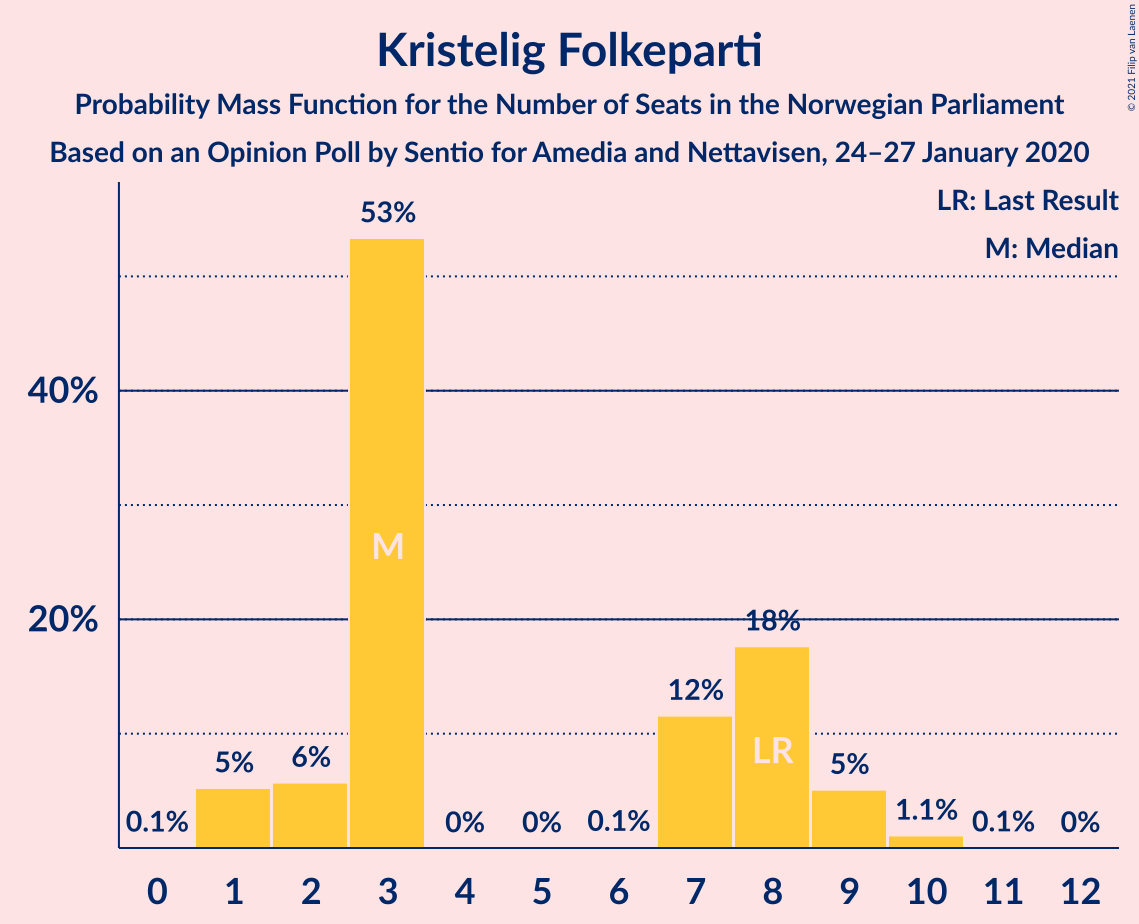 Kristelig Folkeparti
Probability Mass Function for the Number of Seats in the Norwegian Parliament
Based on an Opinion Poll by Sentio for Amedia and Nettavisen, 24–27 January 2020
© 2021 Filip van Laenen
LR: Last Result
M: Median
53%
40%
M
20%
18%
12%
LR
5%
6%
5%
0.1%
0%
0%
0.1%
1.1%
0.1%
0%
0 1 2 3 4 5 6 7 8 9 10 11 12